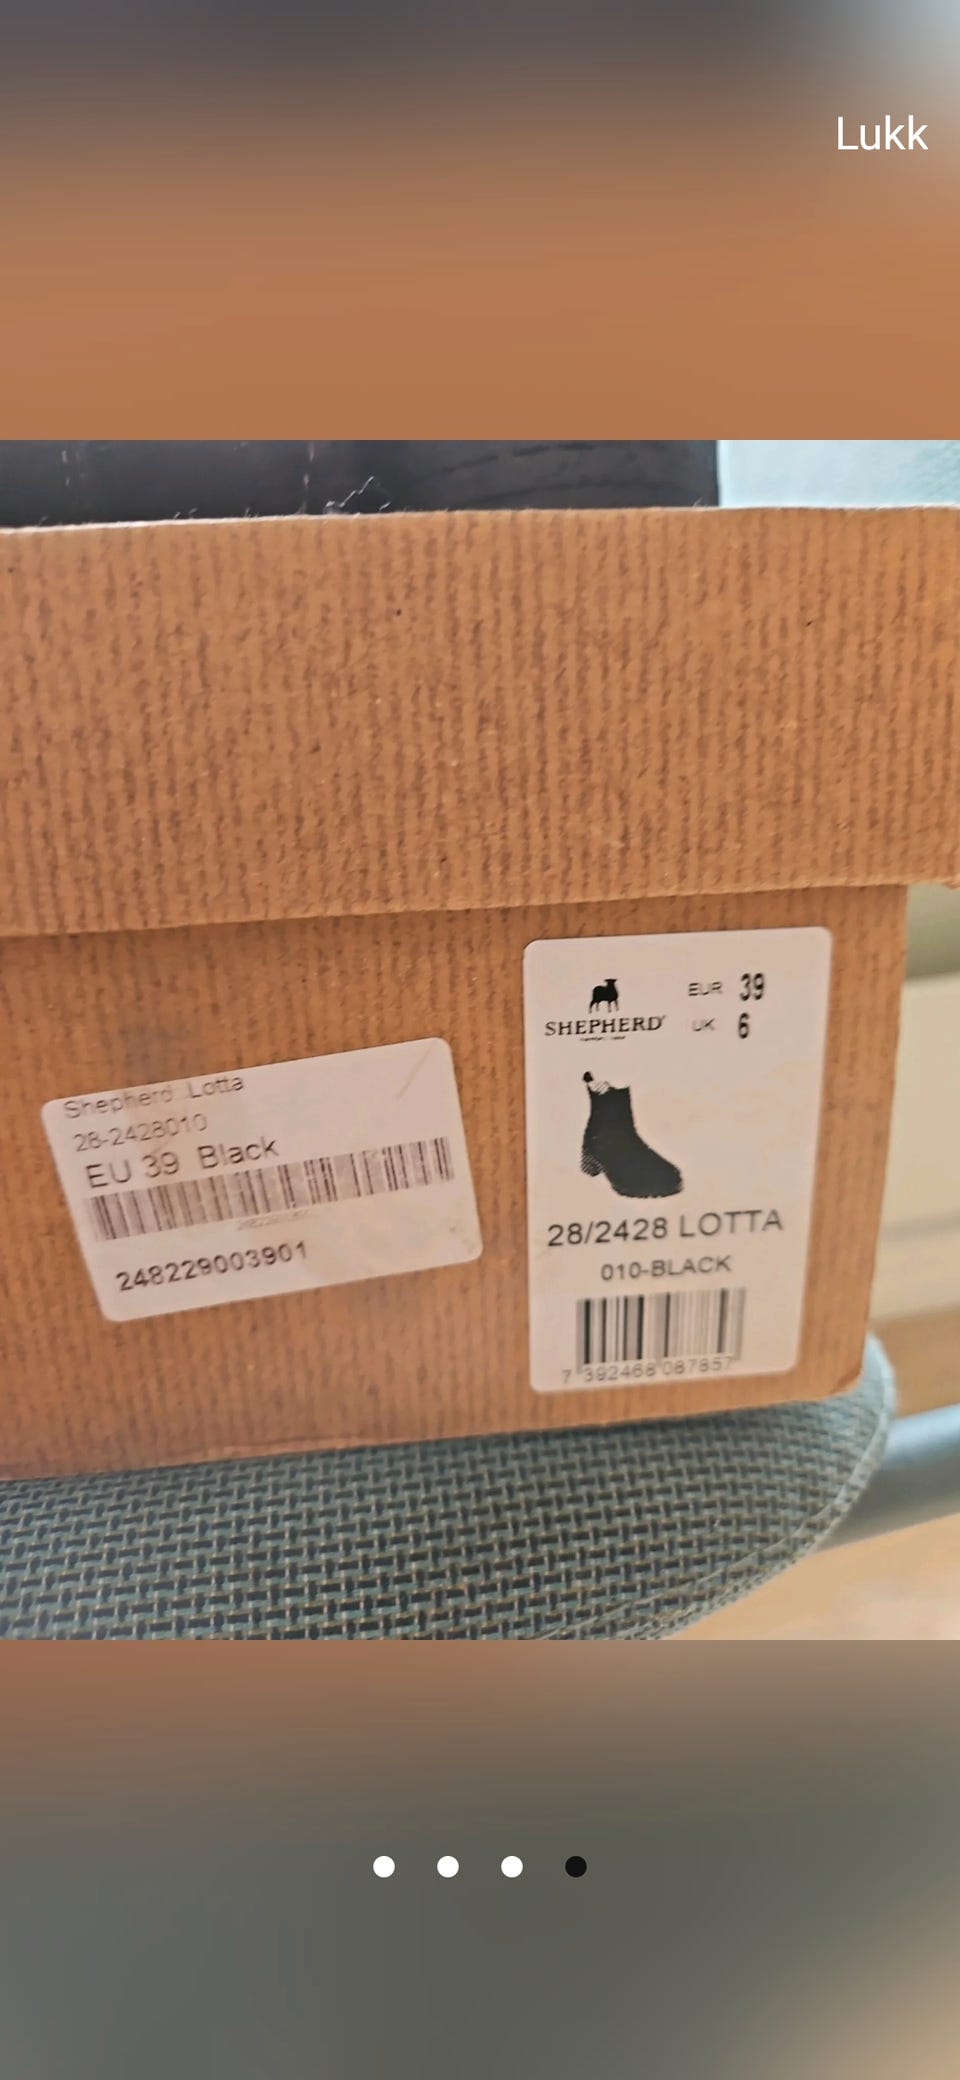 Lukk
SHEPHERD
EUR 39
UK 6
28/2428 LOTTA
010-BLACK
7 392468 087857
Shepherd Lotta
28-2428010
EU 39 Black
248229003901